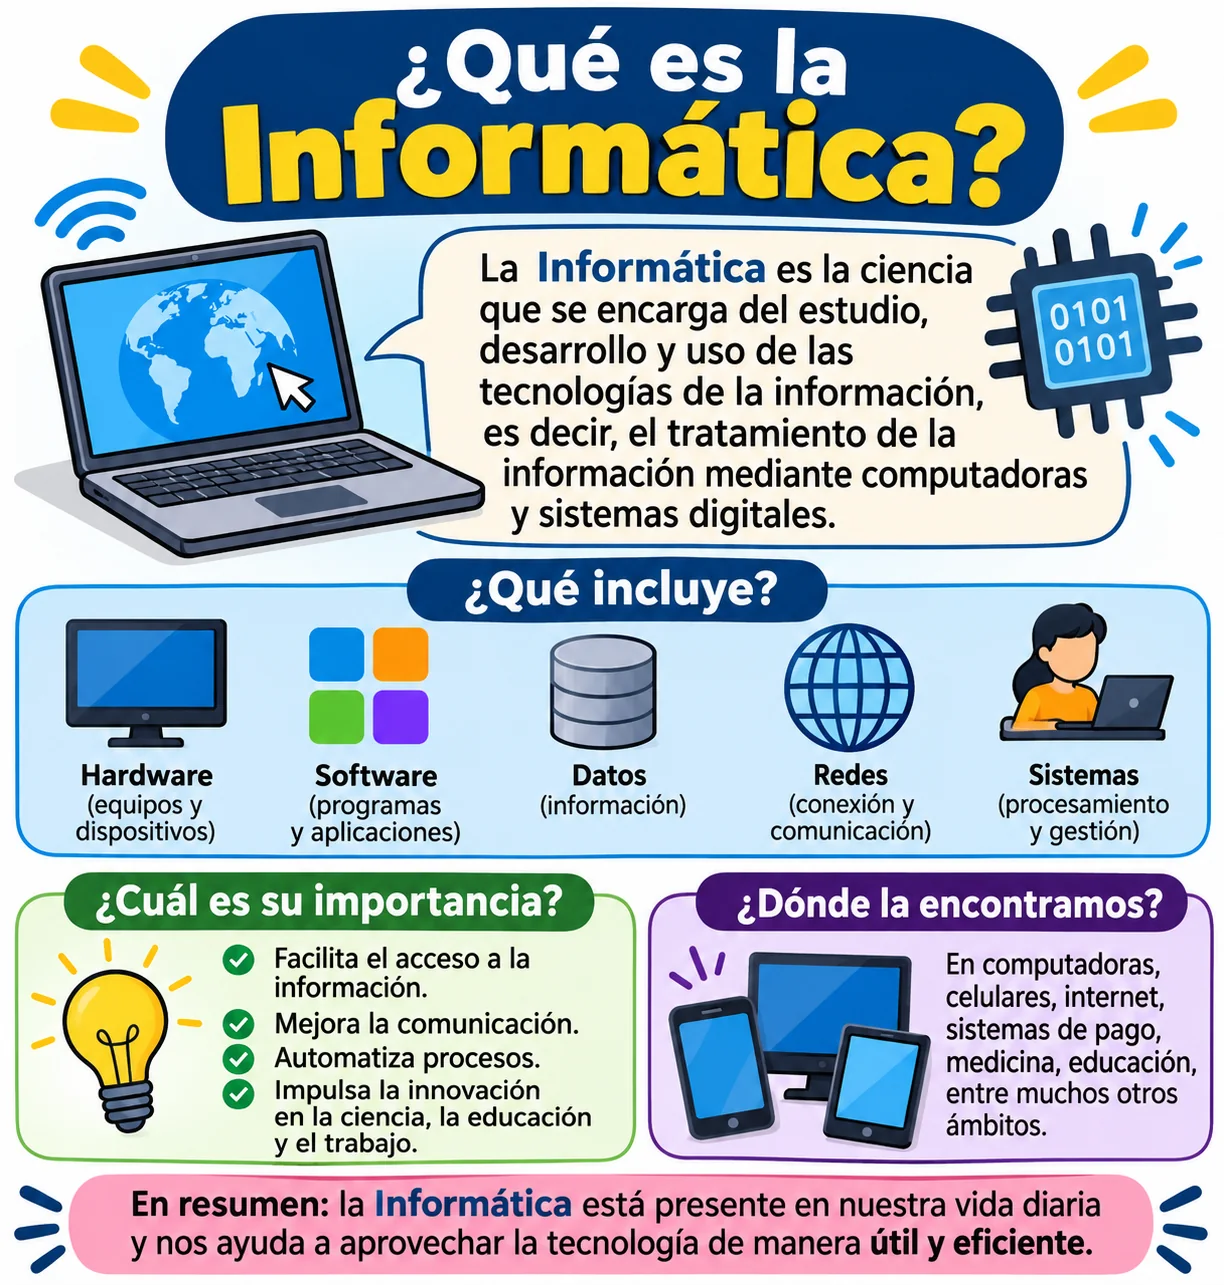 ¿Qué es la
Informática?
La Informática es la ciencia
que se encarga del estudio,
desarrollo y uso de las
tecnologías de la información,
es decir, el tratamiento de la
información mediante computadoras
y sistemas digitales.
0101
0101
¿Qué incluye?
Hardware
(equipos y
dispositivos)
Software
(programas
y aplicaciones)
Datos
(información)
Redes
(conexión y
comunicación)
Sistemas
(procesamiento
y gestión)
¿Cuál es su importancia?
Facilita el acceso a la
información.
Mejora la comunicación.
Automatiza procesos.
Impulsa la innovación
en la ciencia, la educación
y el trabajo.
¿Dónde la encontramos?
En computadoras,
celulares, internet,
sistemas de pago,
medicina, educación,
entre muchos otros
ámbitos.
En resumen: la Informática está presente en nuestra vida diaria
y nos ayuda a aprovechar la tecnología de manera útil y eficiente.